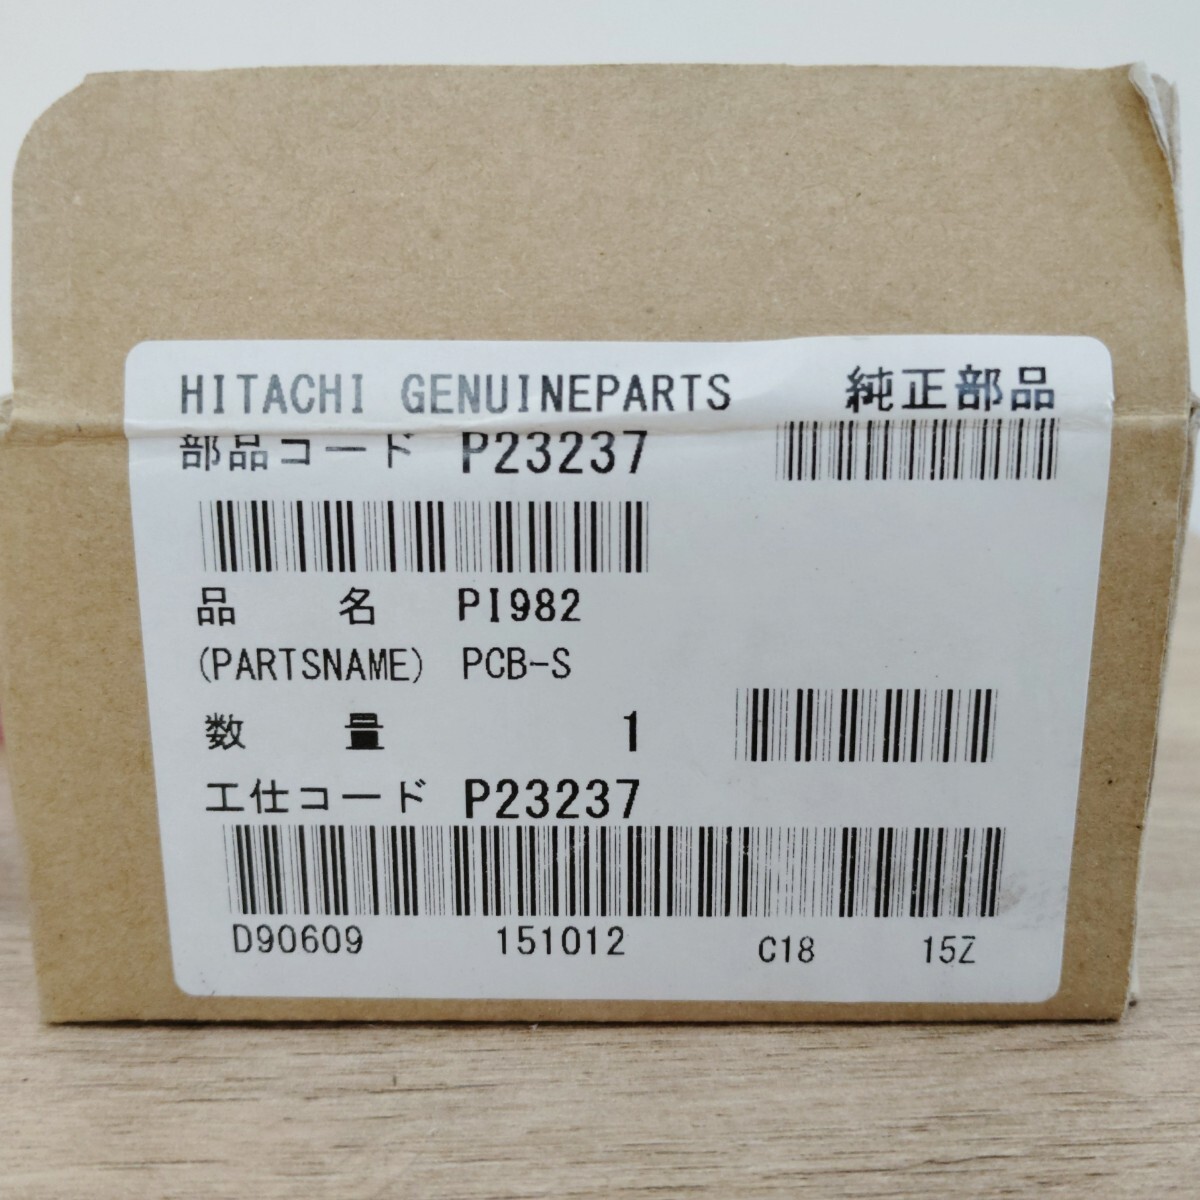 HITACHI GENUINEPARTS 純正部品
部品コード P23237
品 名 PI982
(PARTSNAME) PCB-S
数 量 1
工仕コード P23237
D90609 151012 C18 15Z